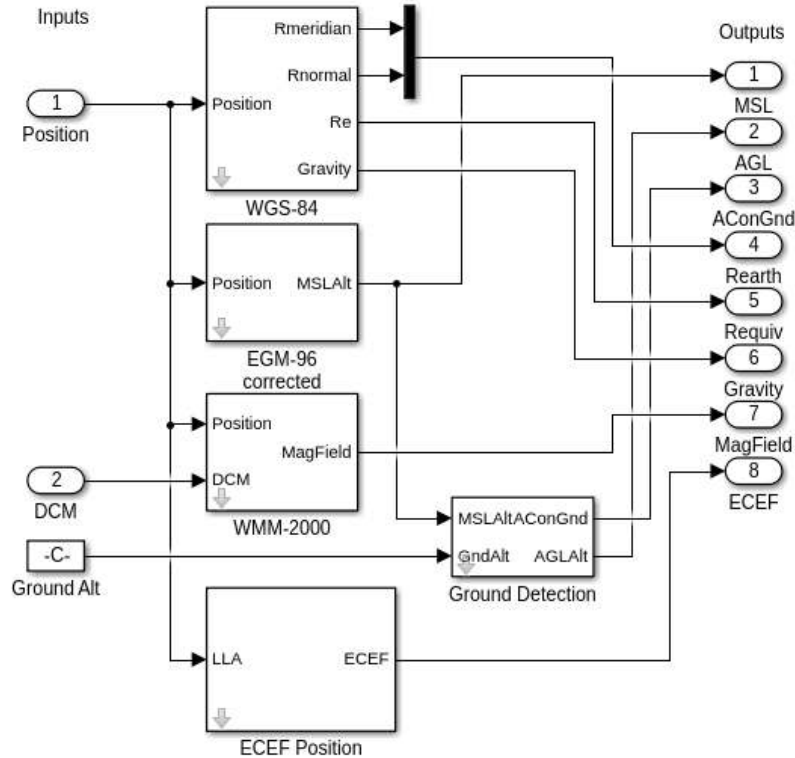 Inputs
Outputs
1
Position
Position
Rmeridian
Rnormal
Re
Gravity
WGS-84
Position
MSLAlt
EGM-96
corrected
Position
MagField
DCM
WMM-2000
2
DCM
-C-
Ground Alt
MSLAlt
AConGnd
GndAlt
AGLAlt
Ground Detection
LLA
ECEF
ECEF Position
1
MSL
2
AGL
3
AConGnd
4
Rearth
5
Requiv
6
Gravity
7
MagField
8
ECEF